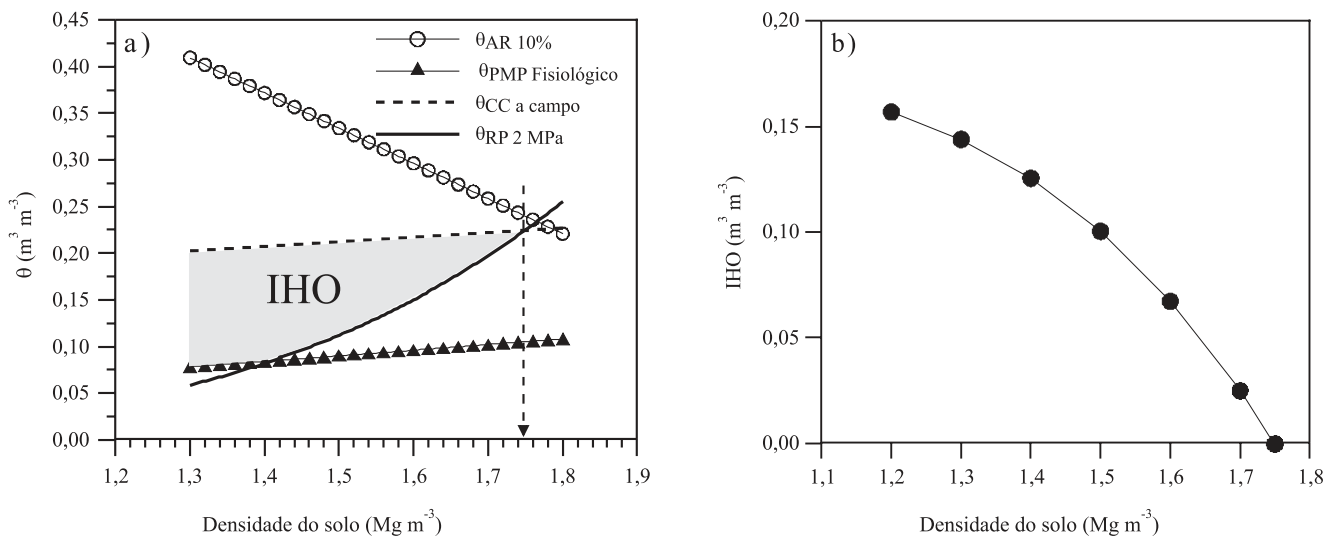 a)
θAR 10%
θPMP Fisiológico
θCC a campo
θRP 2 MPa
IHO
θ (m³ m⁻³)
0,45
0,40
0,35
0,30
0,25
0,20
0,15
0,10
0,05
0,00
1,2 1,3 1,4 1,5 1,6 1,7 1,8 1,9
Densidade do solo (Mg m⁻³)
b)
IHO (m³ m⁻³)
0,20
0,15
0,10
0,05
0,00
1,1 1,2 1,3 1,4 1,5 1,6 1,7 1,8
Densidade do solo (Mg m⁻³)